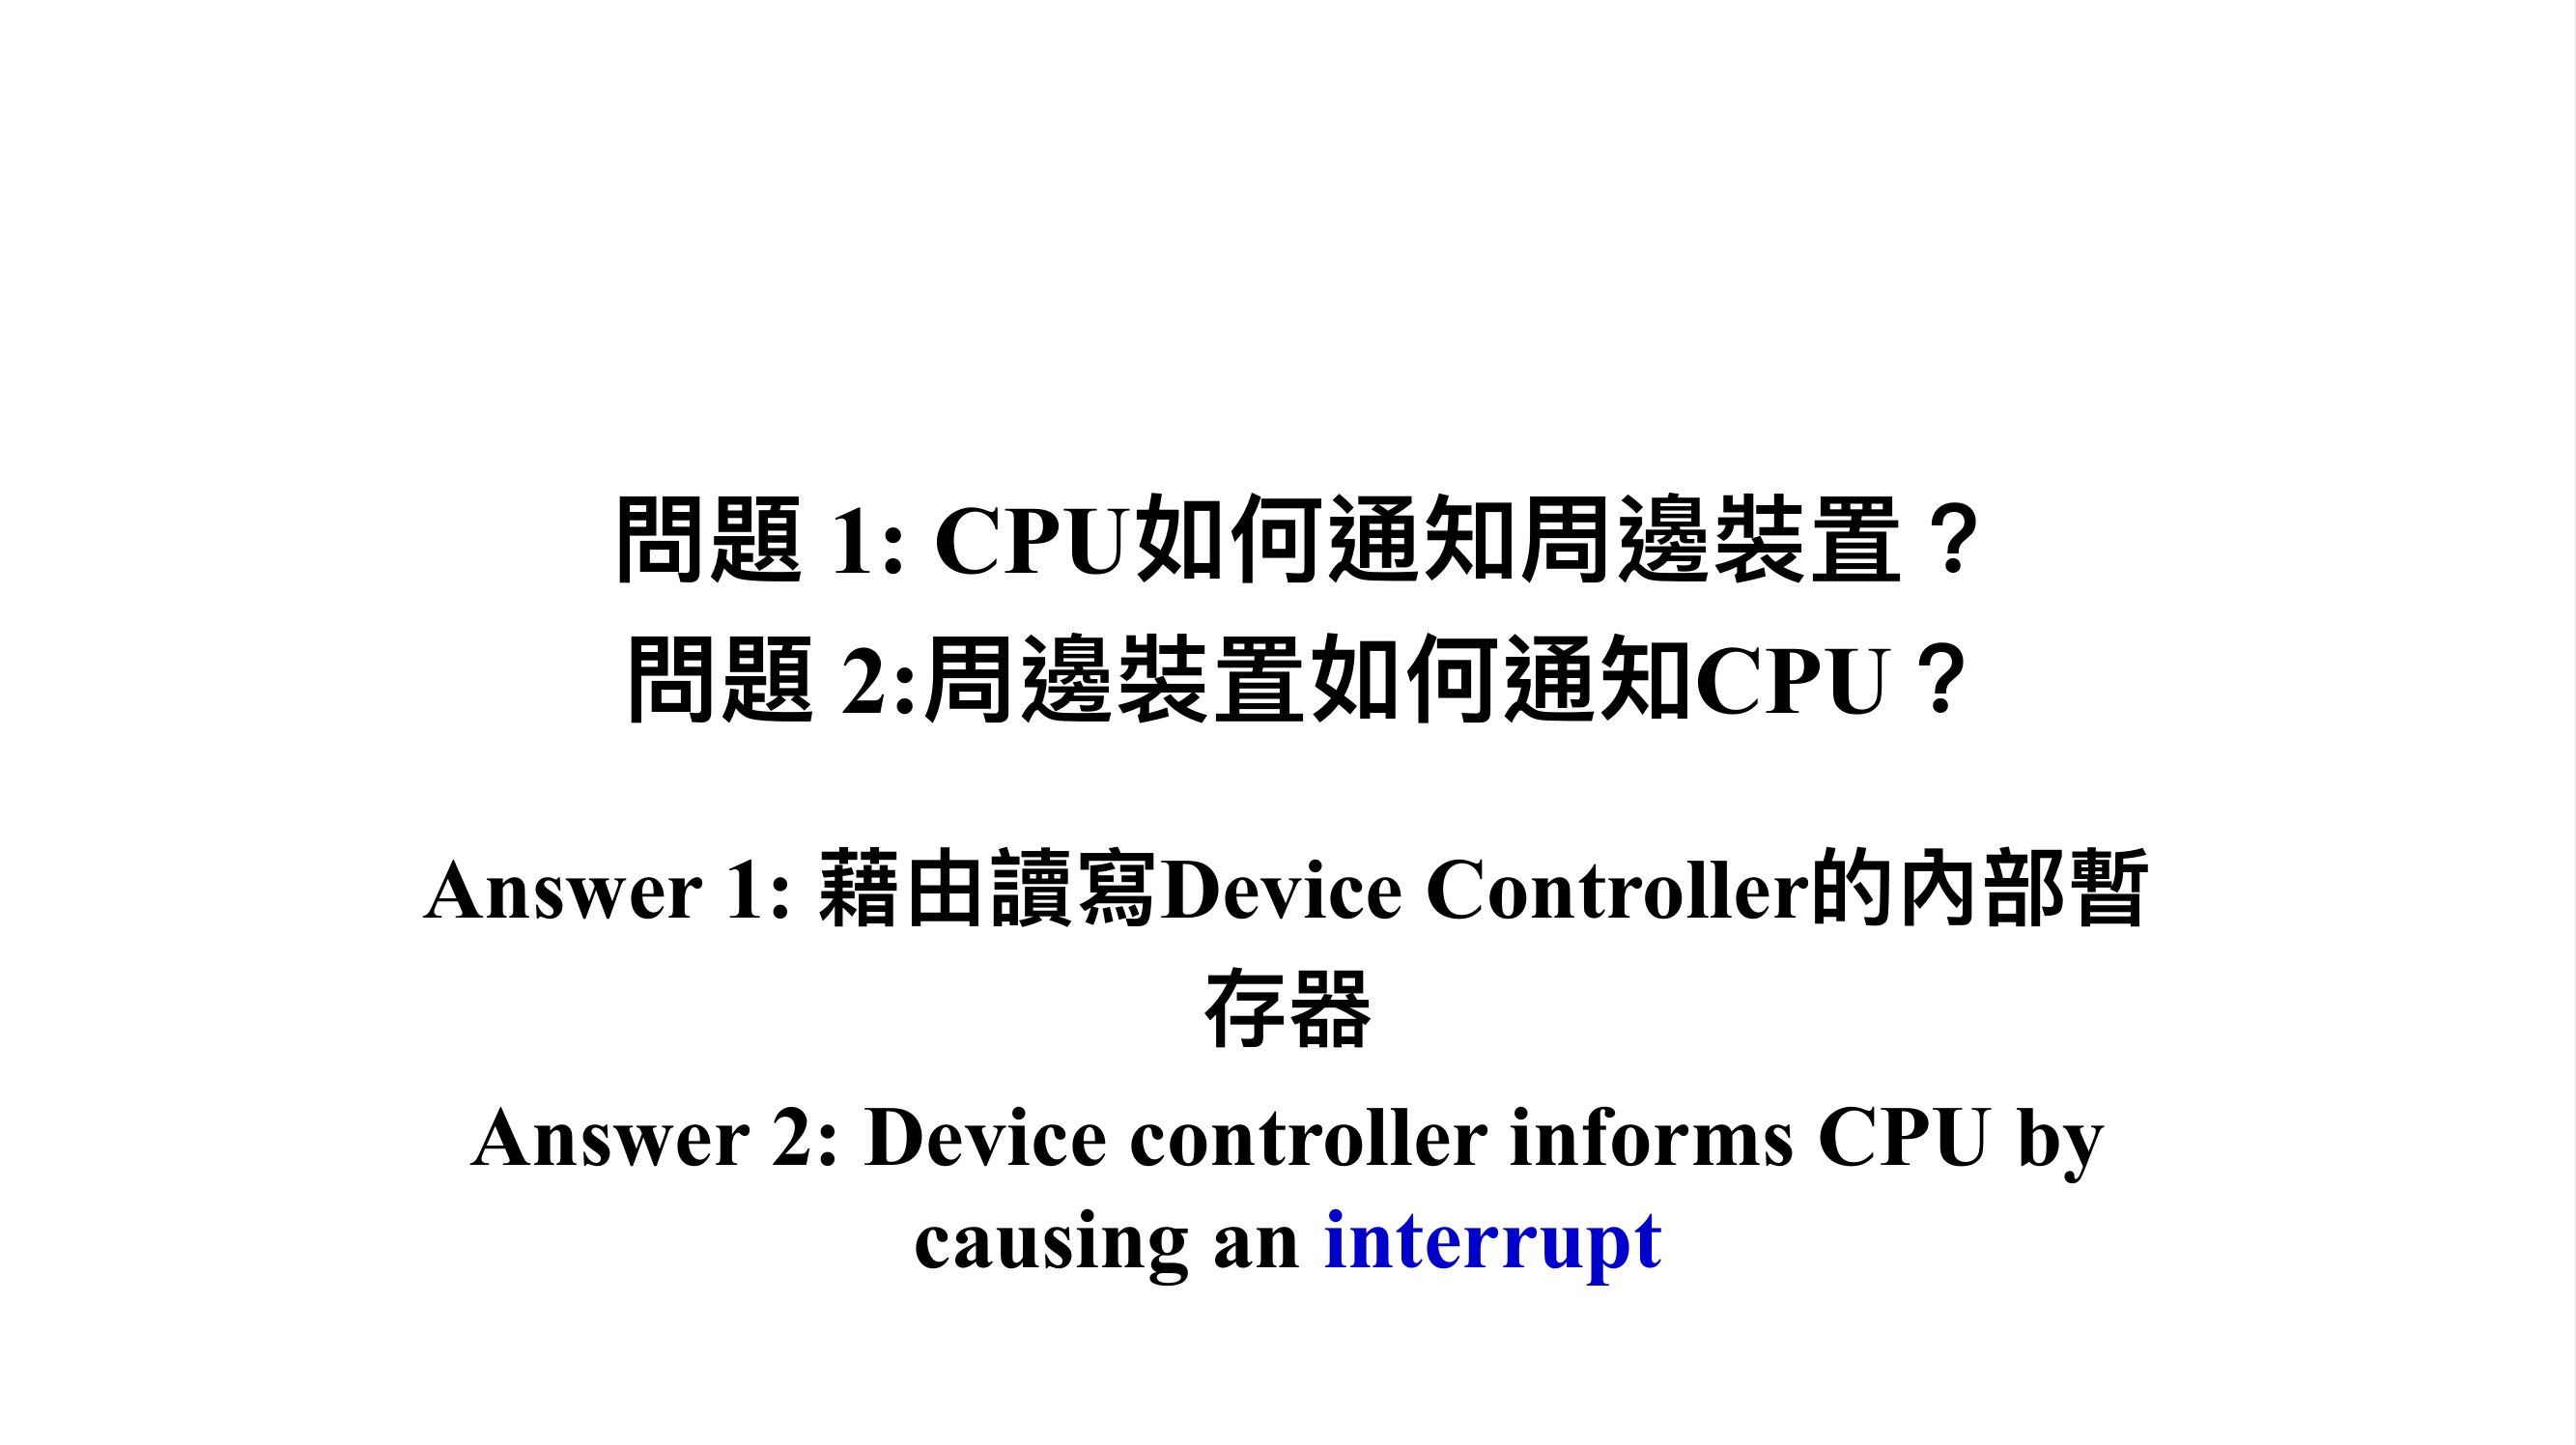 問題 1: CPU如何通知周邊裝置？
問題 2:周邊裝置如何通知CPU？
Answer 1: 藉由讀寫Device Controller的內部暫
存器
Answer 2: Device controller informs CPU by
causing an interrupt